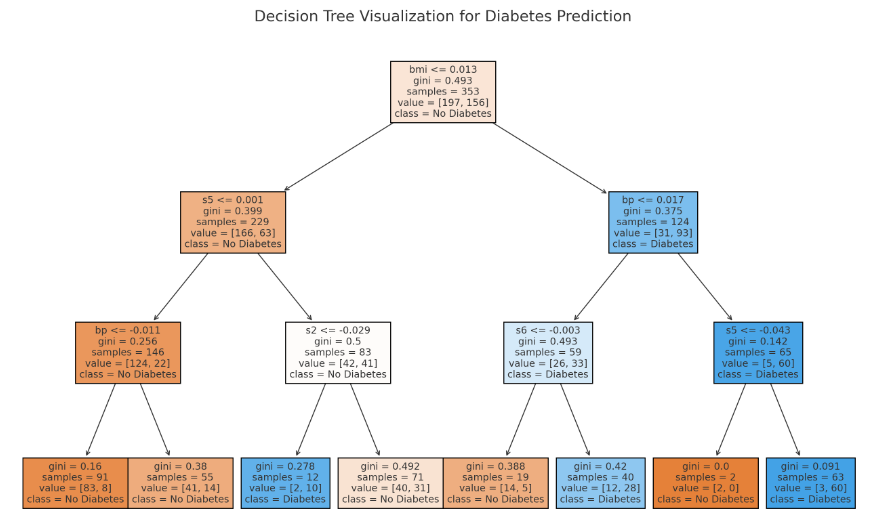 Decision Tree Visualization for Diabetes Prediction
bmi <= 0.013
gini = 0.493
samples = 353
value = [197, 156]
class = No Diabetes
s5 <= 0.001
gini = 0.399
samples = 229
value = [166, 63]
class = No Diabetes
bp <= 0.017
gini = 0.375
samples = 124
value = [31, 93]
class = Diabetes
bp <= -0.011
gini = 0.256
samples = 146
value = [124, 22]
class = No Diabetes
s2 <= -0.029
gini = 0.5
samples = 83
value = [42, 41]
class = No Diabetes
s6 <= -0.003
gini = 0.493
samples = 59
value = [26, 33]
class = Diabetes
s5 <= -0.043
gini = 0.142
samples = 65
value = [5, 60]
class = Diabetes
gini = 0.16
samples = 91
value = [83, 8]
class = No Diabetes
gini = 0.38
samples = 55
value = [41, 14]
class = No Diabetes
gini = 0.278
samples = 12
value = [2, 10]
class = Diabetes
gini = 0.492
samples = 71
value = [40, 31]
class = No Diabetes
gini = 0.388
samples = 19
value = [14, 5]
class = No Diabetes
gini = 0.42
samples = 40
value = [12, 28]
class = Diabetes
gini = 0.0
samples = 2
value = [2, 0]
class = No Diabetes
gini = 0.091
samples = 63
value = [3, 60]
class = Diabetes